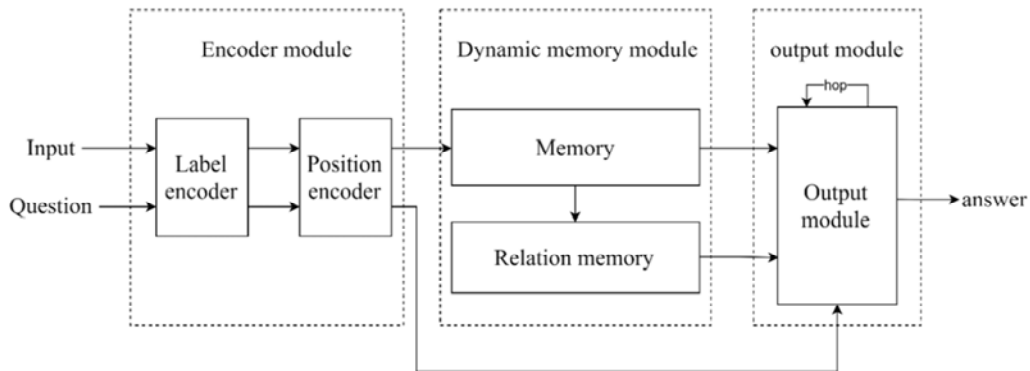 Encoder module
Dynamic memory module
output module
hop
Input
Question
Label
encoder
Position
encoder
Memory
Relation memory
Output
module
answer